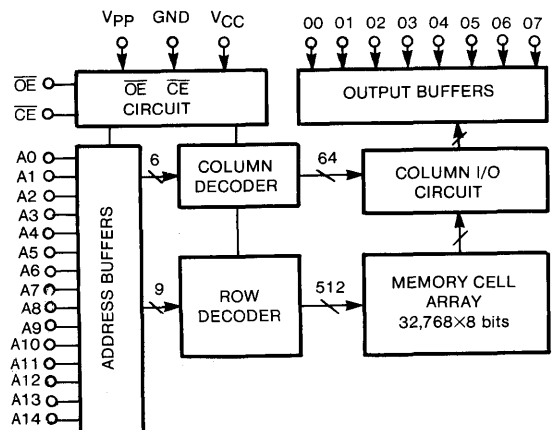 VPP GND VCC
00 01 02 03 04 05 06 07
OE
CE
OE CE
CIRCUIT
OUTPUT BUFFERS
A0
A1
A2
A3
A4
A5
A6
A7
A8
A9
A10
A11
A12
A13
A14
ADDRESS BUFFERS
6
COLUMN
DECODER
64
COLUMN I/O
CIRCUIT
9
ROW
DECODER
512
MEMORY CELL
ARRAY
32,768×8 bits